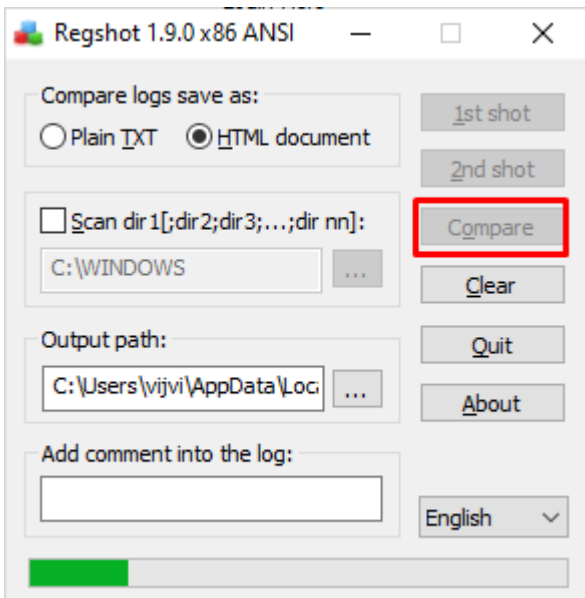 Regshot 1.9.0 x86 ANSI
Compare logs save as:
Plain TXT
HTML document
1st shot
2nd shot
Scan dir1[;dir2;dir3;...;dir nn]:
Compare
C:\WINDOWS
...
Clear
Output path:
Quit
C:\Users\vijvi\AppData\Loca
...
About
Add comment into the log:
English